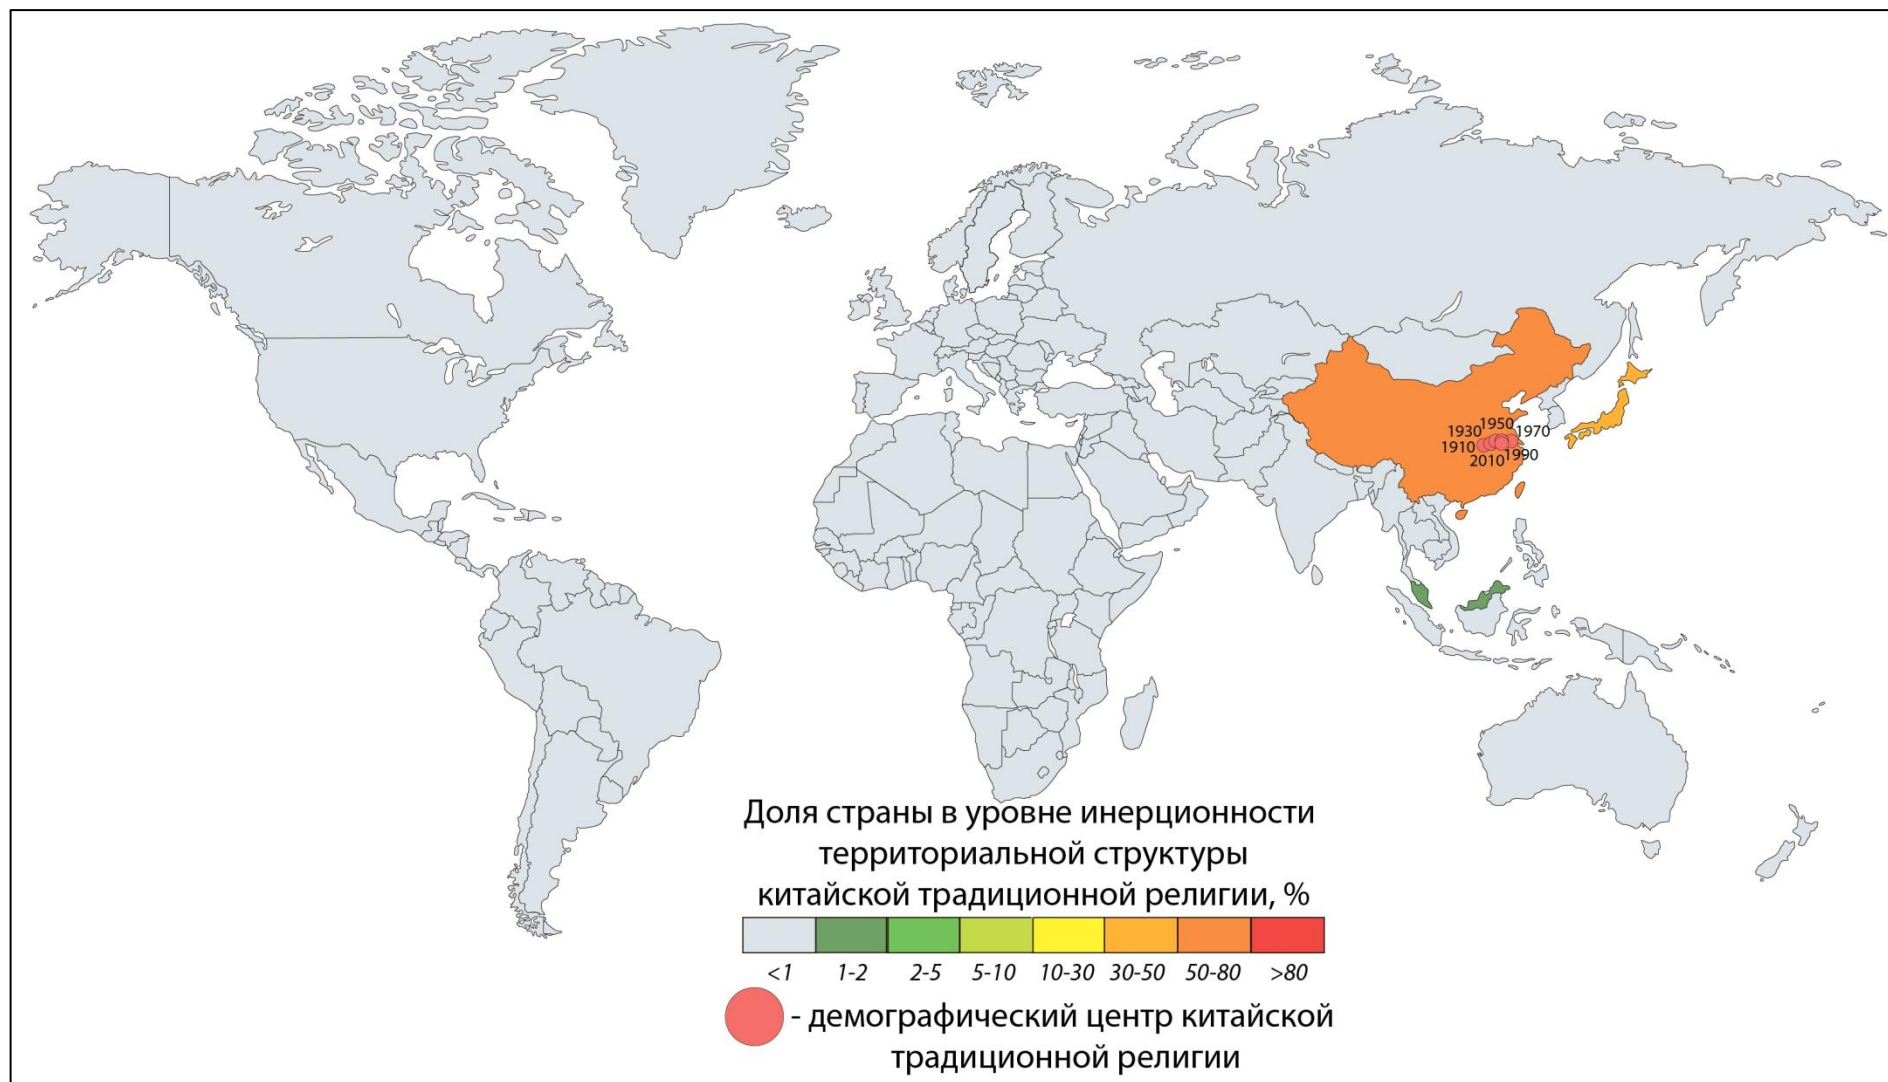 1930
1950
1970
1910
1990
2010
Доля страны в уровне инерционности
территориальной структуры
китайской традиционной религии, %
<1 1-2 2-5 5-10 10-30 30-50 50-80 >80
- демографический центр китайской
традиционной религии